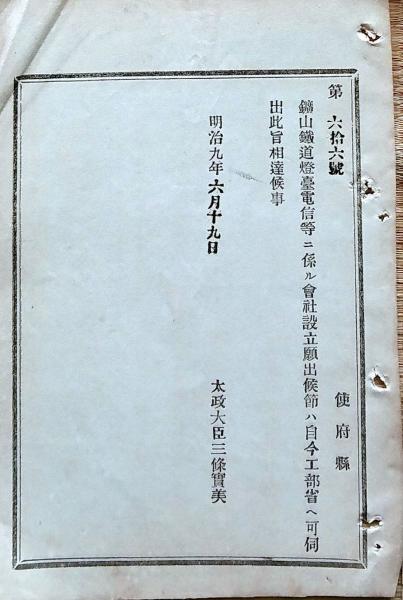 第 六拾六號
使府縣
鑛山鐵道燈臺電信等ニ係ル會社設立願出候節ハ自今工部省ヘ可伺
出此旨相達候事
明治九年六月十九日
太政大臣三條實美